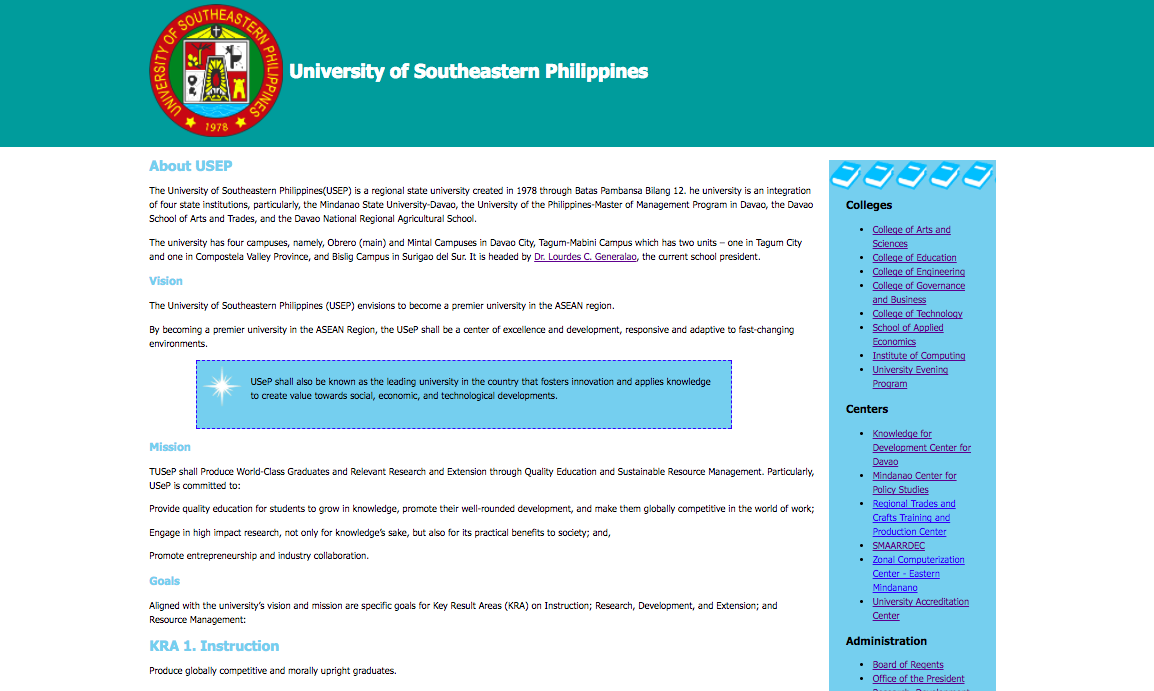 UNIVERSITY OF SOUTHEASTERN PHILIPPINES
1978
University of Southeastern Philippines
About USEP
The University of Southeastern Philippines(USEP) is a regional state university created in 1978 through Batas Pambansa Bilang 12. he university is an integration
of four state institutions, particularly, the Mindanao State University-Davao, the University of the Philippines-Master of Management Program in Davao, the Davao
School of Arts and Trades, and the Davao National Regional Agricultural School.
The university has four campuses, namely, Obrero (main) and Mintal Campuses in Davao City, Tagum-Mabini Campus which has two units – one in Tagum City
and one in Compostela Valley Province, and Bislig Campus in Surigao del Sur. It is headed by Dr. Lourdes C. Generalao, the current school president.
Vision
The University of Southeastern Philippines (USEP) envisions to become a premier university in the ASEAN region.
By becoming a premier university in the ASEAN Region, the USeP shall be a center of excellence and development, responsive and adaptive to fast-changing
environments.
USeP shall also be known as the leading university in the country that fosters innovation and applies knowledge
to create value towards social, economic, and technological developments.
Mission
TUSeP shall Produce World-Class Graduates and Relevant Research and Extension through Quality Education and Sustainable Resource Management. Particularly,
USeP is committed to:
Provide quality education for students to grow in knowledge, promote their well-rounded development, and make them globally competitive in the world of work;
Engage in high impact research, not only for knowledge's sake, but also for its practical benefits to society; and,
Promote entrepreneurship and industry collaboration.
Goals
Aligned with the university's vision and mission are specific goals for Key Result Areas (KRA) on Instruction; Research, Development, and Extension; and
Resource Management:
KRA 1. Instruction
Produce globally competitive and morally upright graduates.
Colleges
College of Arts and
Sciences
College of Education
College of Engineering
College of Governance
and Business
College of Technology
School of Applied
Economics
Institute of Computing
University Evening
Program
Centers
Knowledge for
Development Center for
Davao
Mindanao Center for
Policy Studies
Regional Trades and
Crafts Training and
Production Center
SMAARRDEC
Zonal Computerization
Center - Eastern
Mindanano
University Accreditation
Center
Administration
Board of Regents
Office of the President